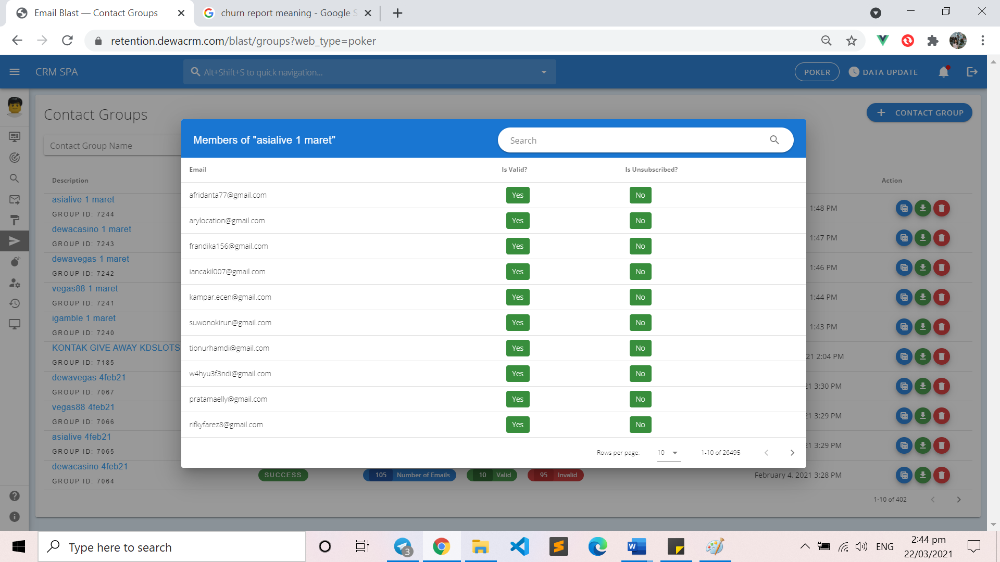 Email Blast — Contact Groups
churn report meaning - Google S
retention.dewacrm.com/blast/groups?web_type=poker
CRM SPA
Alt+Shift+S to quick navigation...
POKER
DATA UPDATE
Contact Groups
CONTACT GROUP
Contact Group Name
Members of "asialive 1 maret"
Search
Email
Is Valid?
Is Unsubscribed?
afridanta77@gmail.com Yes No
arylocation@gmail.com Yes No
frandika156@gmail.com Yes No
iancakil007@gmail.com Yes No
kampar.ecen@gmail.com Yes No
suwonokirun@gmail.com Yes No
tionurhamdi@gmail.com Yes No
w4hyu3f3ndi@gmail.com Yes No
pratamaelly@gmail.com Yes No
rifkyfarez8@gmail.com Yes No
Rows per page: 10 1-10 of 26495
Description
Action
asialive 1 maret
GROUP ID: 7244
1:48 PM
dewacasino 1 maret
GROUP ID: 7243
1:47 PM
dewavegas 1 maret
GROUP ID: 7242
1:46 PM
vegas88 1 maret
GROUP ID: 7241
1:44 PM
igamble 1 maret
GROUP ID: 7240
1:43 PM
KONTAK GIVE AWAY KDSLOTS
GROUP ID: 7185
21 2:04 PM
dewavegas 4feb21
GROUP ID: 7067
21 3:30 PM
vegas88 4feb21
GROUP ID: 7066
21 3:29 PM
asialive 4feb21
GROUP ID: 7065
21 3:29 PM
dewacasino 4feb21
GROUP ID: 7064
SUCCESS
105 Number of Emails
10 Valid
95 Invalid
February 4, 2021 3:28 PM
1-10 of 402
Type here to search
3
ENG
2:44 pm
22/03/2021